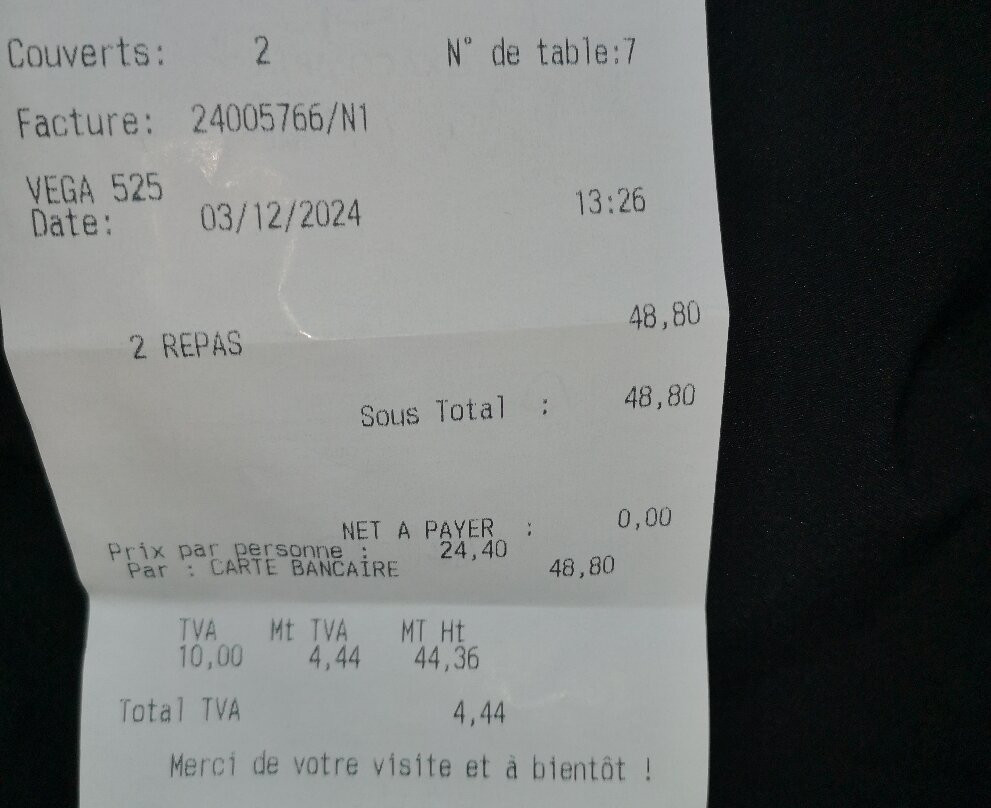 Couverts: 2 N° de table:7
Facture: 24005766/N1
VEGA 525
Date: 03/12/2024 13:26
2 REPAS 48,80
Sous Total : 48,80
NET A PAYER : 0,00
Prix par personne : 24,40
Par : CARTE BANCAIRE 48,80
TVA Mt TVA MT Ht
10,00 4,44 44,36
Total TVA 4,44
Merci de votre visite et à bientôt !